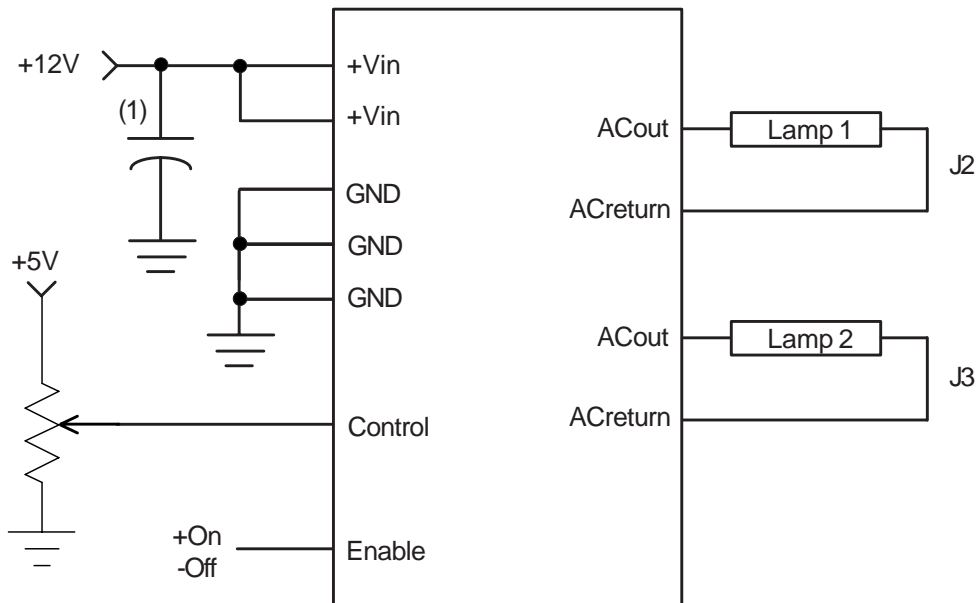 +12V
(1)
+5V
+On
-Off
+Vin
+Vin
GND
GND
GND
Control
Enable
ACout
ACreturn
ACout
ACreturn
Lamp 1
J2
Lamp 2
J3